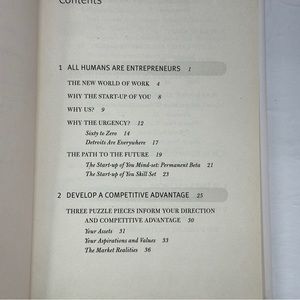 Contents
1 ALL HUMANS ARE ENTREPRENEURS 1
THE NEW WORLD OF WORK 4
WHY THE START-UP OF YOU 8
WHY US? 9
WHY THE URGENCY? 12
Sixty to Zero 14
Detroits Are Everywhere 17
THE PATH TO THE FUTURE 19
The Start-up of You Mind-set: Permanent Beta 21
The Start-up of You Skill Set 23
2 DEVELOP A COMPETITIVE ADVANTAGE 25
THREE PUZZLE PIECES INFORM YOUR DIRECTION
AND COMPETITIVE ADVANTAGE 30
Your Assets 31
Your Aspirations and Values 33
The Market Realities 36